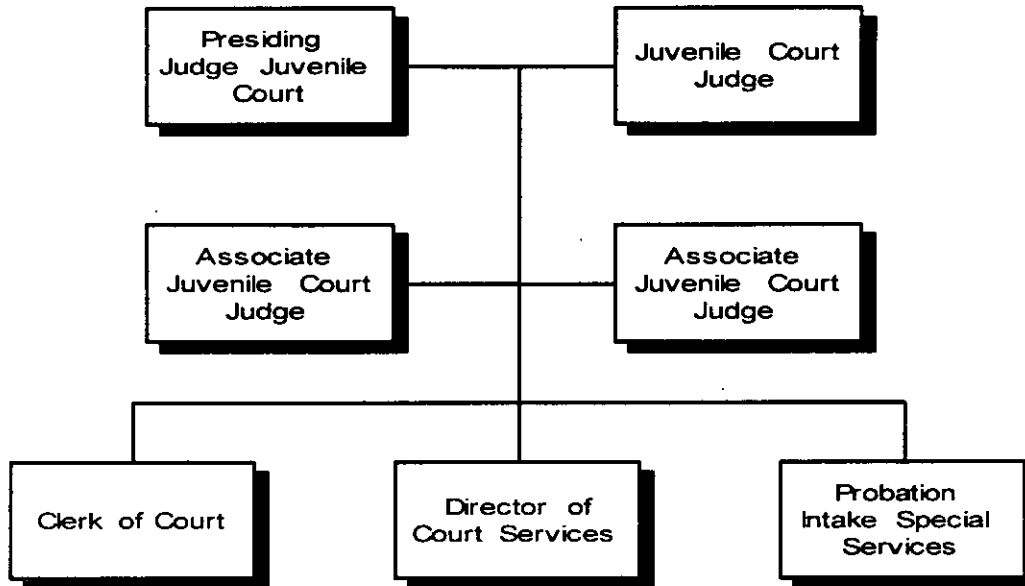 Presiding
Judge Juvenile
Court
Juvenile Court
Judge
Associate
Juvenile Court
Judge
Associate
Juvenile Court
Judge
Clerk of Court
Director of
Court Services
Probation
Intake Special
Services